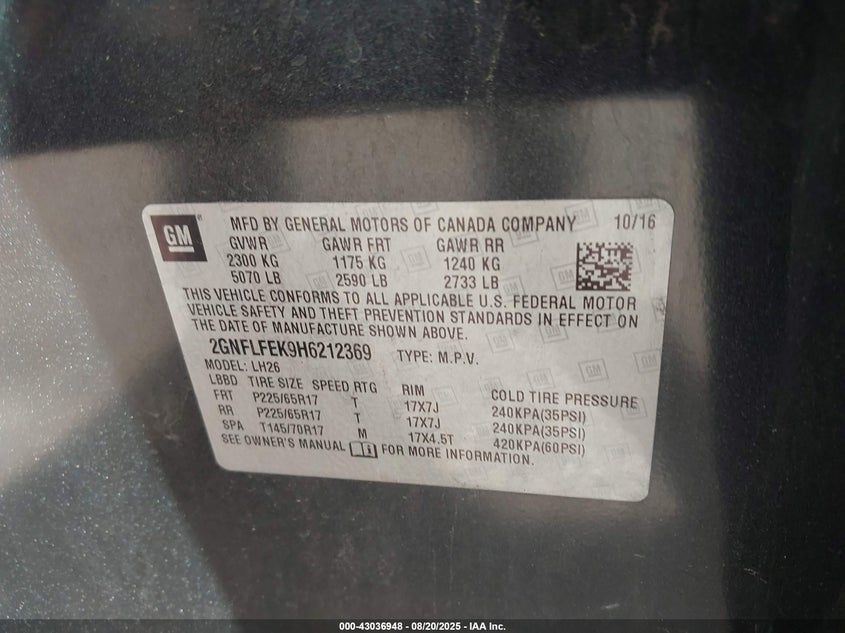 GM
MFD BY GENERAL MOTORS OF CANADA COMPANY 10/16
GVWR GAWR FRT GAWR RR
2300 KG 1175 KG 1240 KG
5070 LB 2590 LB 2733 LB
THIS VEHICLE CONFORMS TO ALL APPLICABLE U.S. FEDERAL MOTOR
VEHICLE SAFETY AND THEFT PREVENTION STANDARDS IN EFFECT ON
THE DATE OF MANUFACTURE SHOWN ABOVE.
2GNFLFEK9H6212369 TYPE: M.P.V.
MODEL: LH26
LBBD TIRE SIZE SPEED RTG RIM COLD TIRE PRESSURE
FRT P225/65R17 T 17X7J 240KPA(35PSI)
RR P225/65R17 T 17X7J 240KPA(35PSI)
SPA T145/70R17 M 17X4.5T 420KPA(60PSI)
SEE OWNER'S MANUAL FOR MORE INFORMATION.
000-43036948 - 08/20/2025 - IAA Inc.